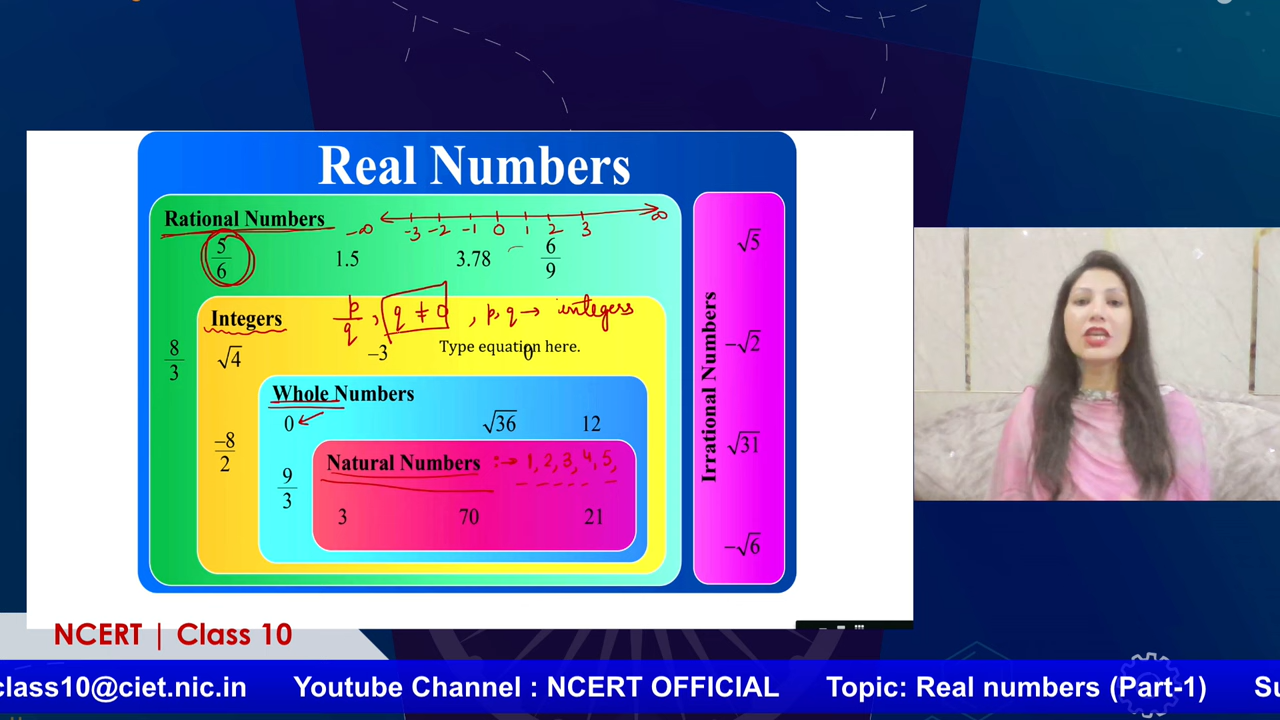 Real Numbers
Rational Numbers
-∞ -3 -2 -1 0 1 2 3 ∞
5/6 1.5 3.78 6/9
Integers
p/q , q ≠ 0 , p, q → integers
8/3
√4 –3 Type equation here. 0
Whole Numbers
0 √36 12
–8/2
9/3
Natural Numbers :→ 1, 2, 3, 4, 5,
3 70 21
Irrational Numbers
√5
–√2
√31
–√6
NCERT | Class 10
class10@ciet.nic.in Youtube Channel : NCERT OFFICIAL Topic: Real numbers (Part-1) Su